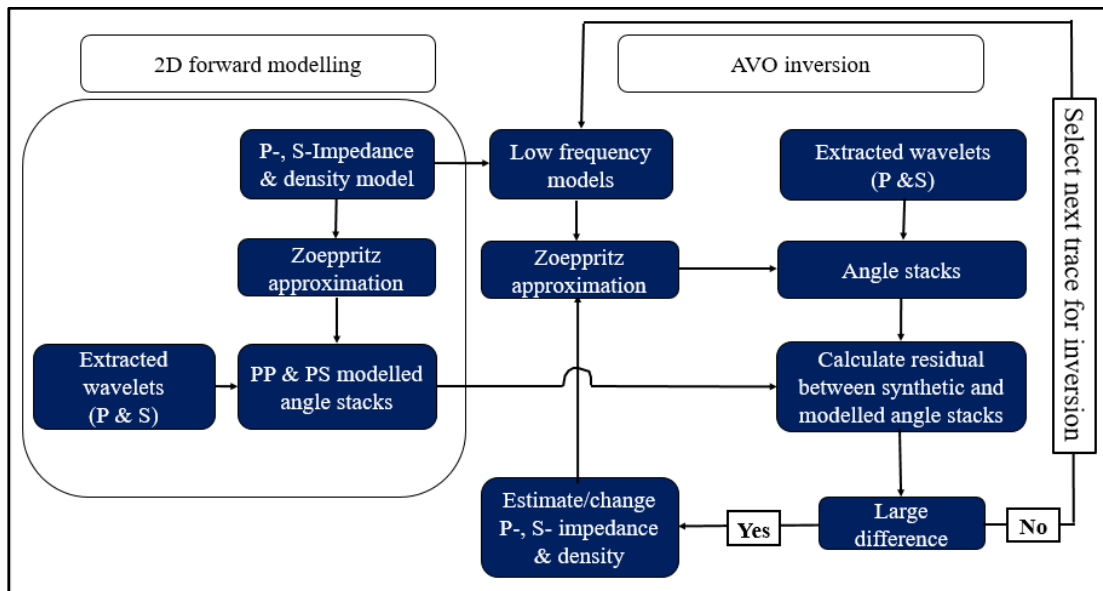 2D forward modelling
AVO inversion
P-, S-Impedance
& density model
Zoeppritz
approximation
Extracted
wavelets
(P & S)
PP & PS modelled
angle stacks
Low frequency
models
Zoeppritz
approximation
Extracted wavelets
(P &S)
Angle stacks
Calculate residual
between synthetic and
modelled angle stacks
Large
difference
Yes
No
Estimate/change
P-, S- impedance
& density
Select next trace for inversion